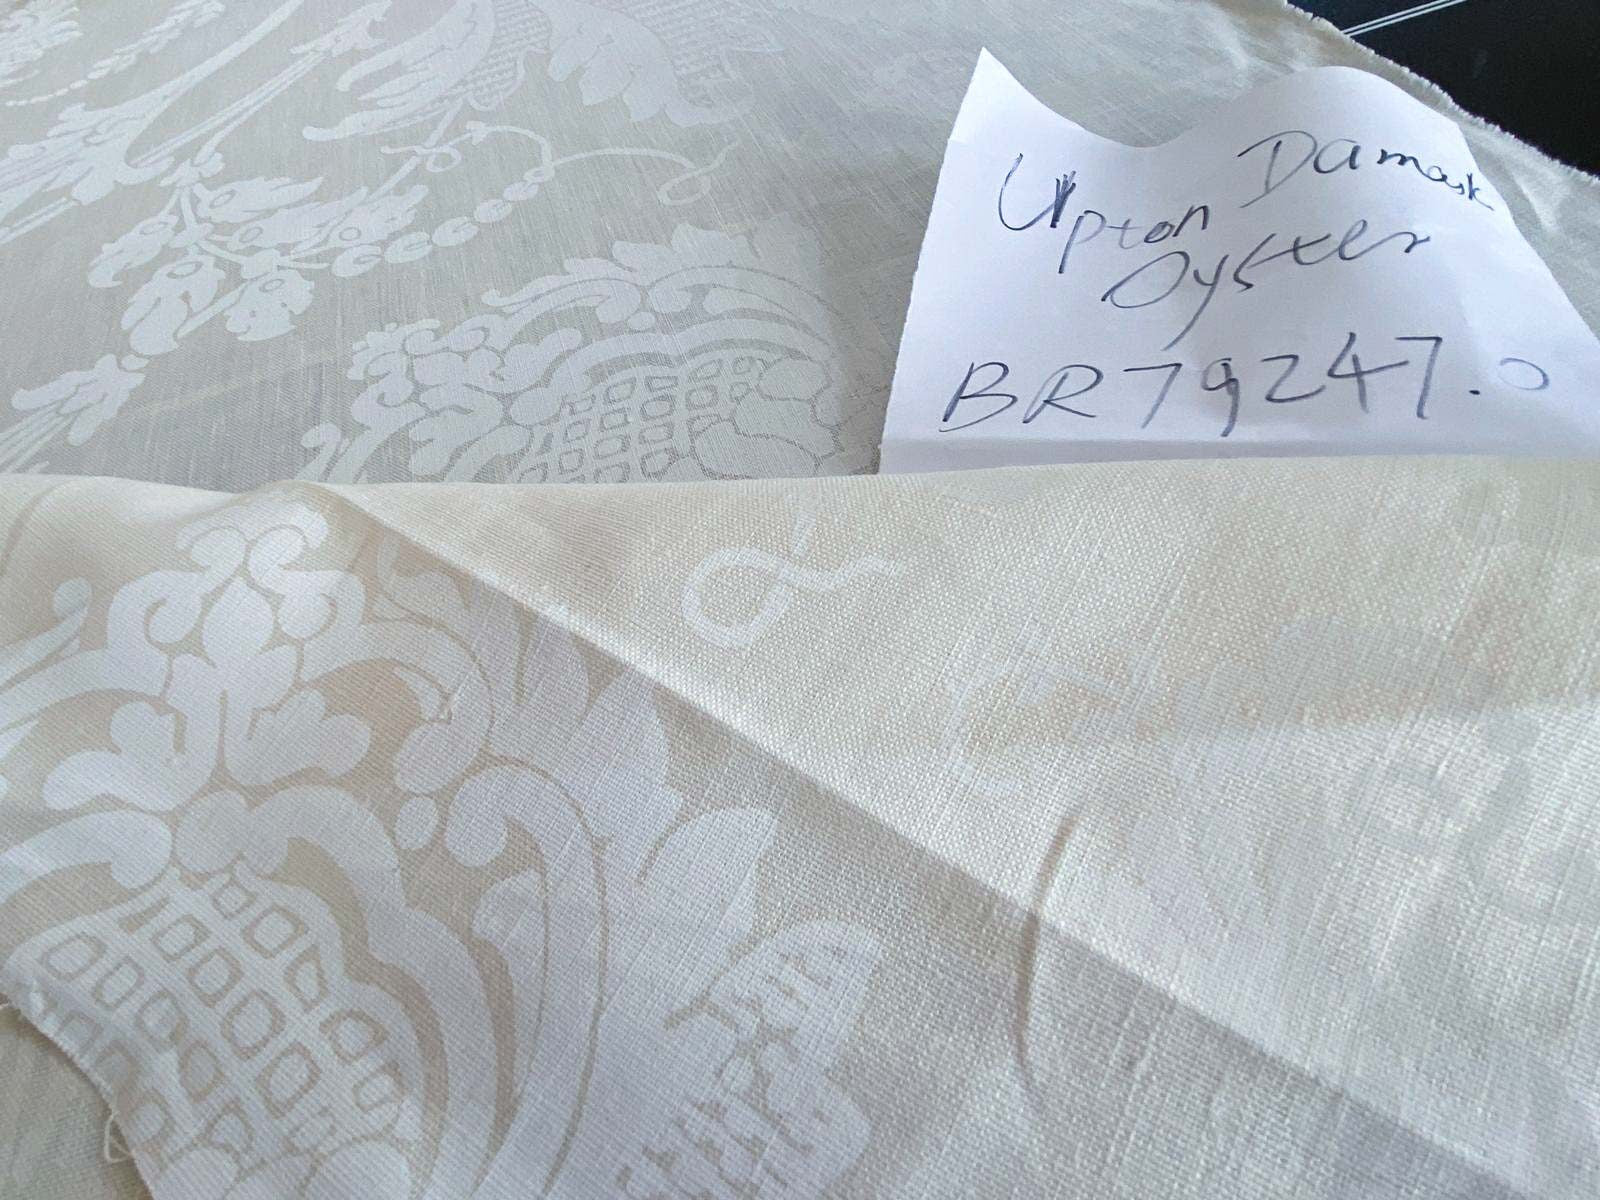 Upton Damask
Oyster
BR79247.0